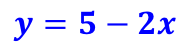 y = 5 − 2x